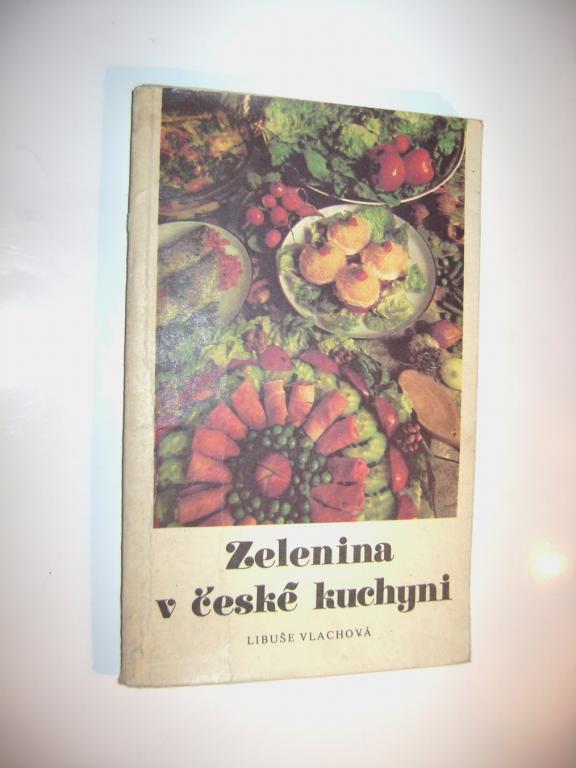 Zelenina
v české kuchyni
LIBUŠE VLACHOVÁ